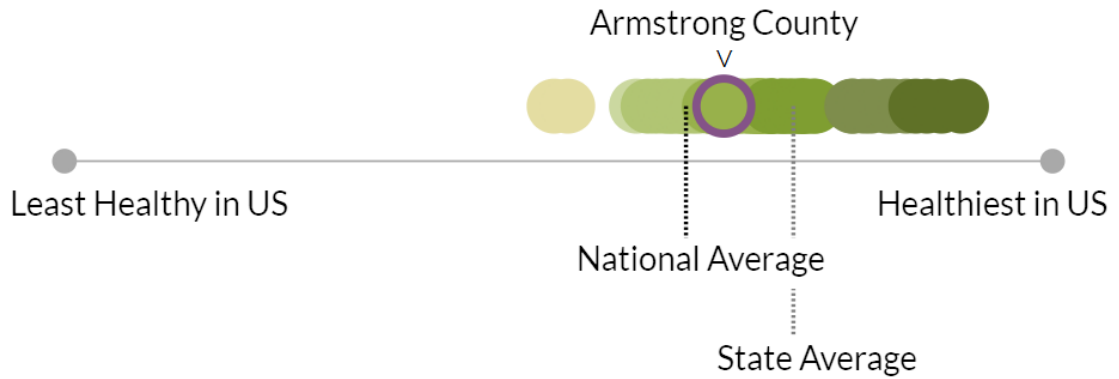 Armstrong County
Least Healthy in US
Healthiest in US
National Average
State Average